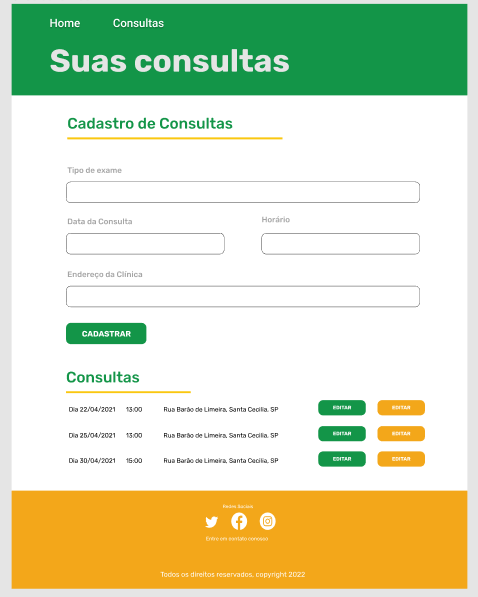 Home Consultas
Suas consultas
Cadastro de Consultas
Tipo de exame
Data da Consulta Horário
Endereço da Clínica
CADASTRAR
Consultas
Dia 22/04/2021 13:00 Rua Barão de Limeira, Santa Cecilia, SP EDITAR EDITAR
Dia 25/04/2021 13:00 Rua Barão de Limeira, Santa Cecilia, SP EDITAR EDITAR
Dia 30/04/2021 15:00 Rua Barão de Limeira, Santa Cecilia, SP EDITAR EDITAR
Redes Sociais
Entre em contato conosco
Todos os direitos reservados, copyright 2022